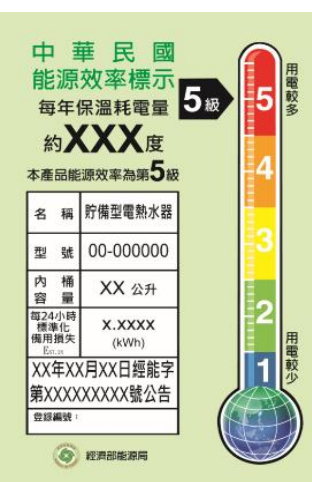 中華民國
能源效率標示
每年保溫耗電量
約XXX度
本產品能源效率為第5級
名 稱 貯備型電熱水器
型 號 00-000000
內 桶 容 量 XX 公升
每24小時標準化備用損失 Est,24 X.XXXX (kWh)
XX年XX月XX日經能字
第XXXXXXXXX號公告
登錄編號：
經濟部能源局
5級
用電較多
5
4
3
2
1
用電較少